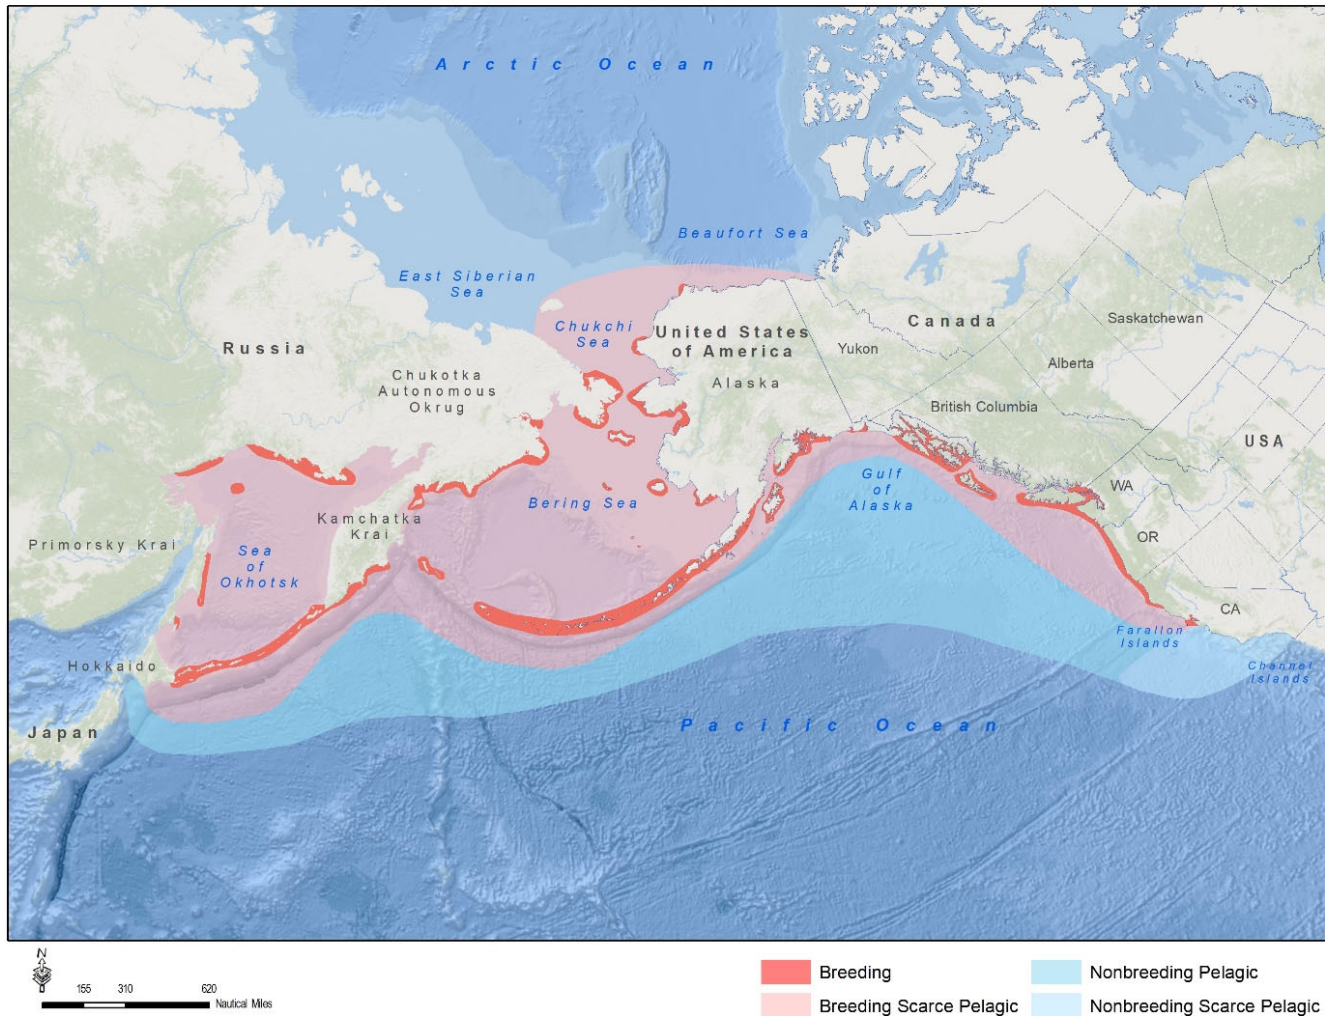 Arctic Ocean
Beaufort Sea
East Siberian
Sea
Chukchi
Sea
United States
of America
Canada
Saskatchewan
Russia
Yukon
Alberta
Chukotka
Autonomous
Okrug
Alaska
British Columbia
USA
Bering Sea
Gulf
of
Alaska
WA
Kamchatka
Krai
Primorsky Krai
Sea
of
Okhotsk
OR
CA
Farallon
Islands
Hokkaido
Channel
Islands
Japan
Pacific Ocean
N
155 310 620
Nautical Miles
Breeding
Nonbreeding Pelagic
Breeding Scarce Pelagic
Nonbreeding Scarce Pelagic